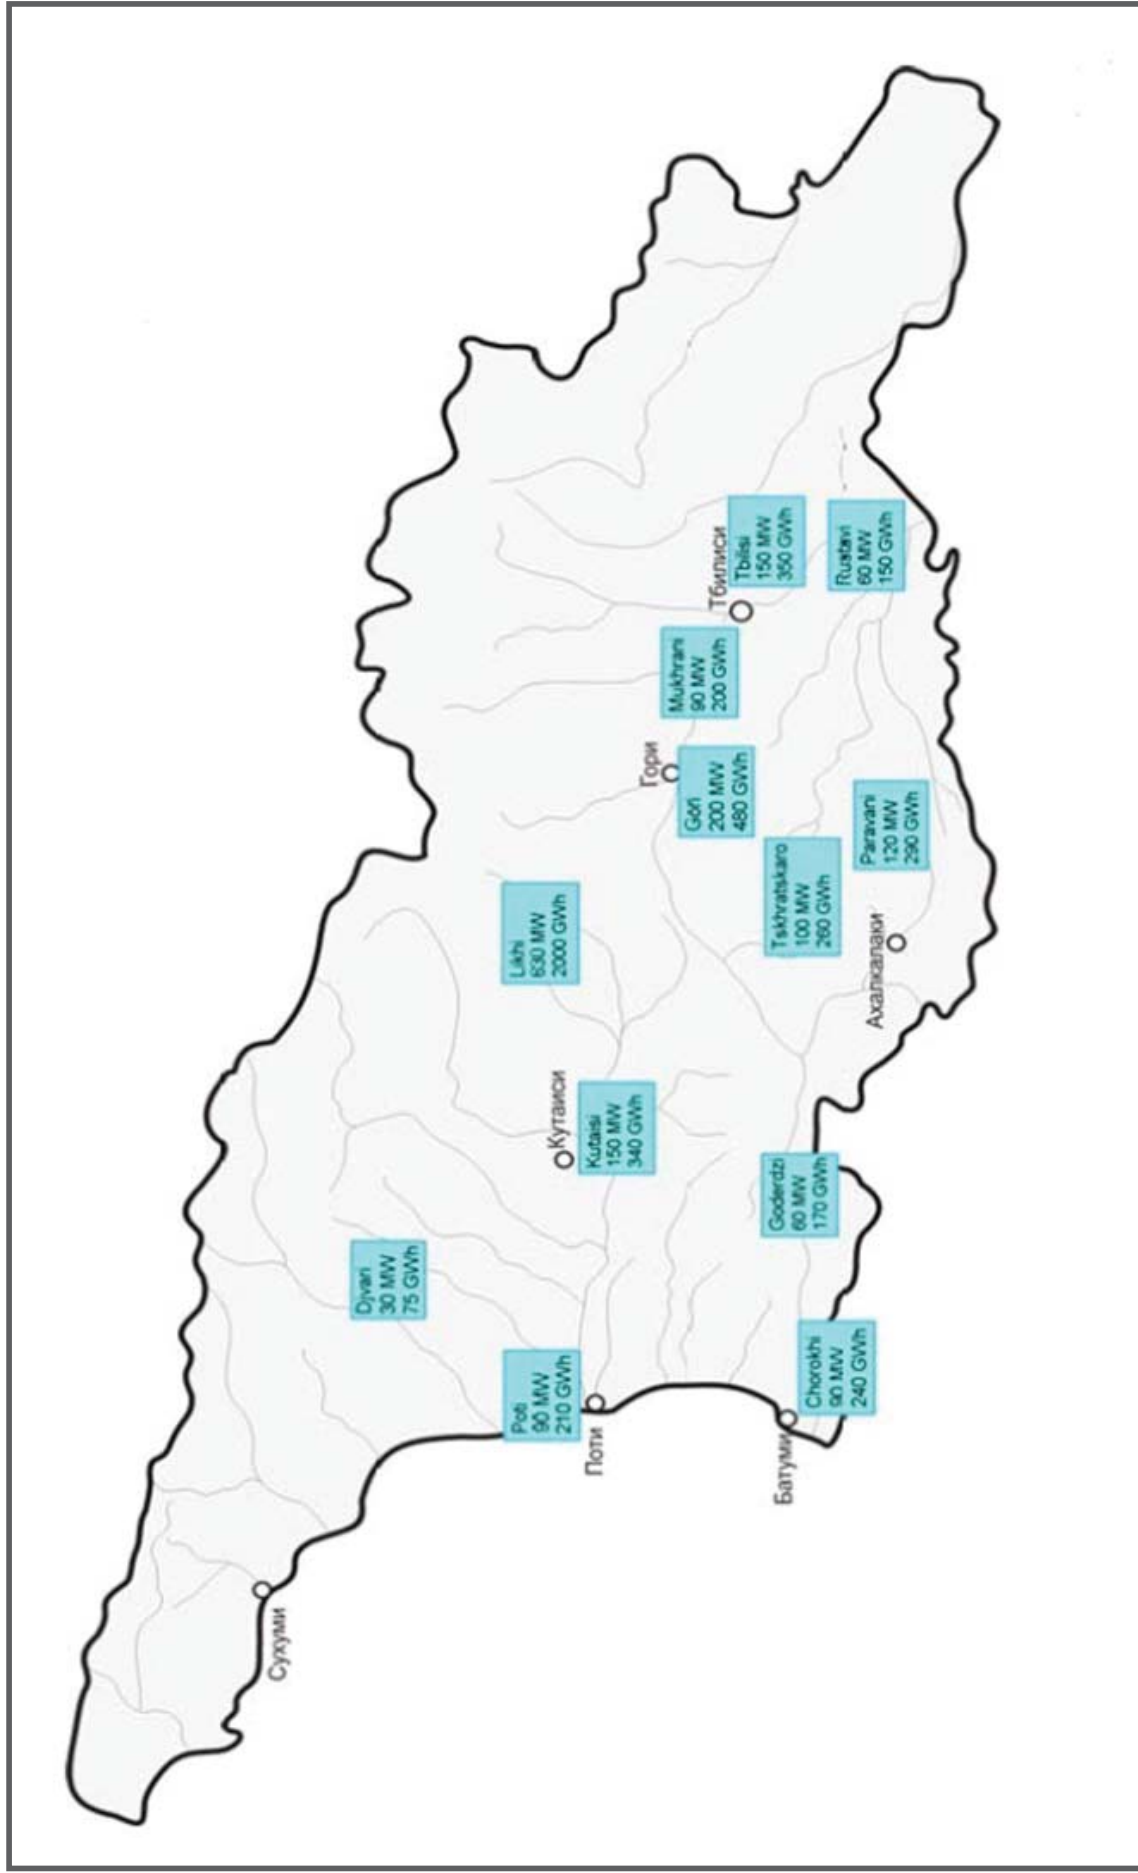 Сухуми
Djvari
30 MW
75 GWh
Poti
90 MW
210 GWh
Likhi
630 MW
2000 GWh
Кутаиси
Поти
Kutaisi
150 MW
340 GWh
Гори
Gori
200 MW
480 GWh
Mukhrani
90 MW
200 GWh
Тбилиси
Tbilisi
150 MW
350 GWh
Батуми
Goderdzi
60 MW
170 GWh
Tskhratskaro
100 MW
260 GWh
Chorokhi
90 MW
240 GWh
Rustavi
60 MW
150 GWh
Ахалкалаки
Paravani
120 MW
290 GWh